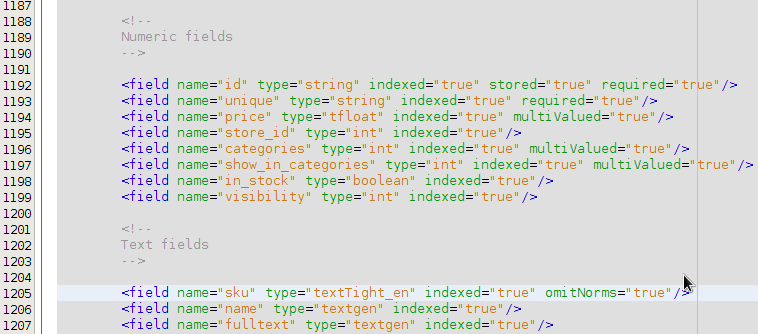 1187
1188 <!--
1189 Numeric fields
1190 -->
1191
1192 <field name="id" type="string" indexed="true" stored="true" required="true"/>
1193 <field name="unique" type="string" indexed="true" required="true"/>
1194 <field name="price" type="tfloat" indexed="true" multiValued="true"/>
1195 <field name="store_id" type="int" indexed="true"/>
1196 <field name="categories" type="int" indexed="true" multiValued="true"/>
1197 <field name="show_in_categories" type="int" indexed="true" multiValued="true"/>
1198 <field name="in_stock" type="boolean" indexed="true"/>
1199 <field name="visibility" type="int" indexed="true"/>
1200
1201 <!--
1202 Text fields
1203 -->
1204
1205 <field name="sku" type="textTight_en" indexed="true" omitNorms="true"/>
1206 <field name="name" type="textgen" indexed="true"/>
1207 <field name="fulltext" type="textgen" indexed="true"/>